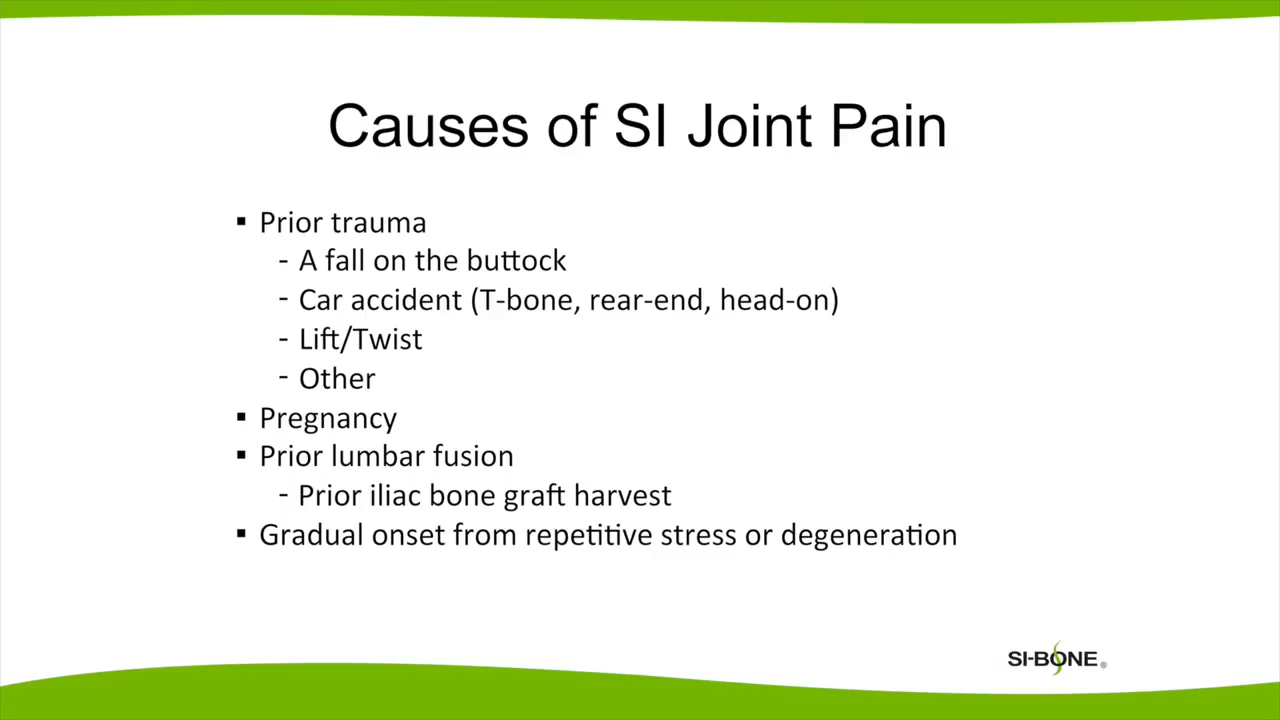 Causes of SI Joint Pain
▪ Prior trauma
- A fall on the buttock
- Car accident (T-bone, rear-end, head-on)
- Lift/Twist
- Other
▪ Pregnancy
▪ Prior lumbar fusion
- Prior iliac bone graft harvest
▪ Gradual onset from repetitive stress or degeneration
SI-BONE®